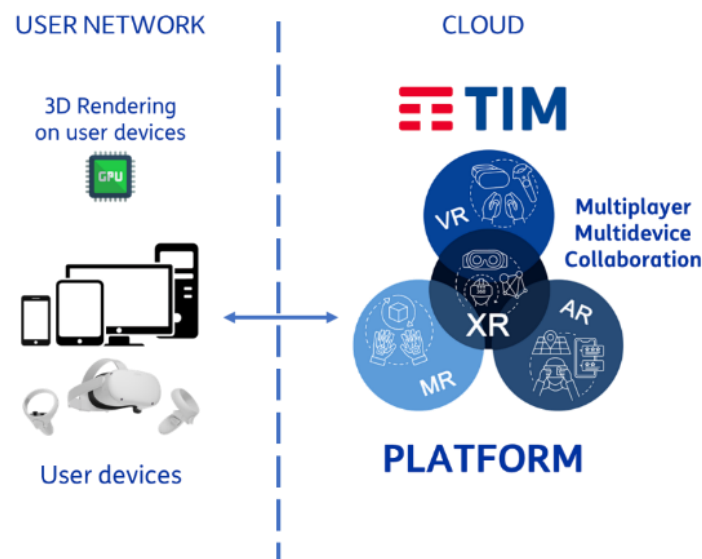 USER NETWORK
CLOUD
3D Rendering
on user devices
GPU
TIM
VR
Multiplayer
Multidevice
Collaboration
XR
AR
MR
PLATFORM
User devices